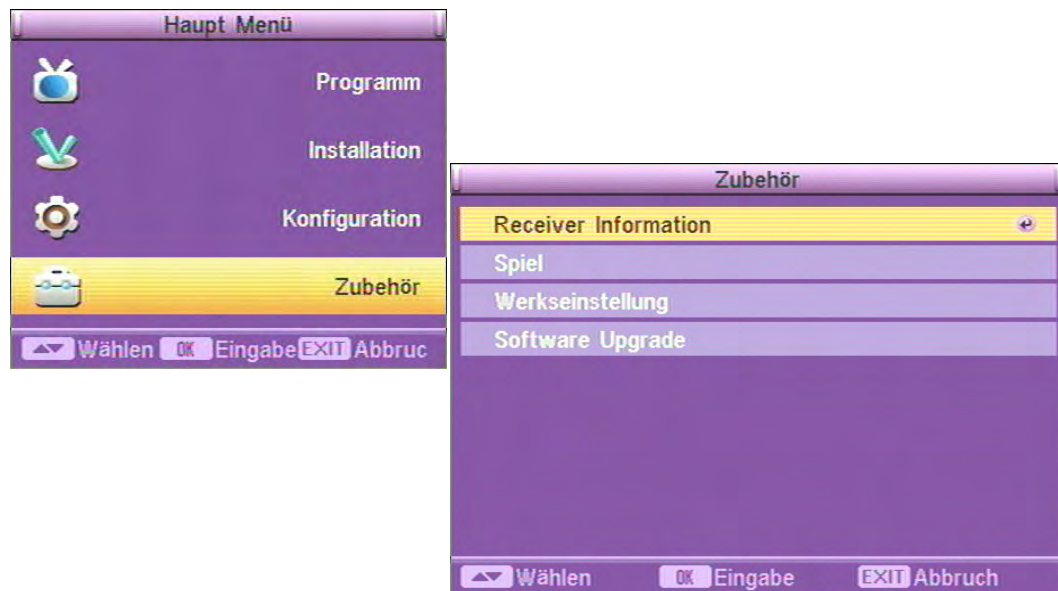 Haupt Menü
Programm
Installation
Konfiguration
Zubehör
Wählen OK Eingabe EXIT Abbruc
Zubehör
Receiver Information
Spiel
Werkseinstellung
Software Upgrade
Wählen OK Eingabe EXIT Abbruch